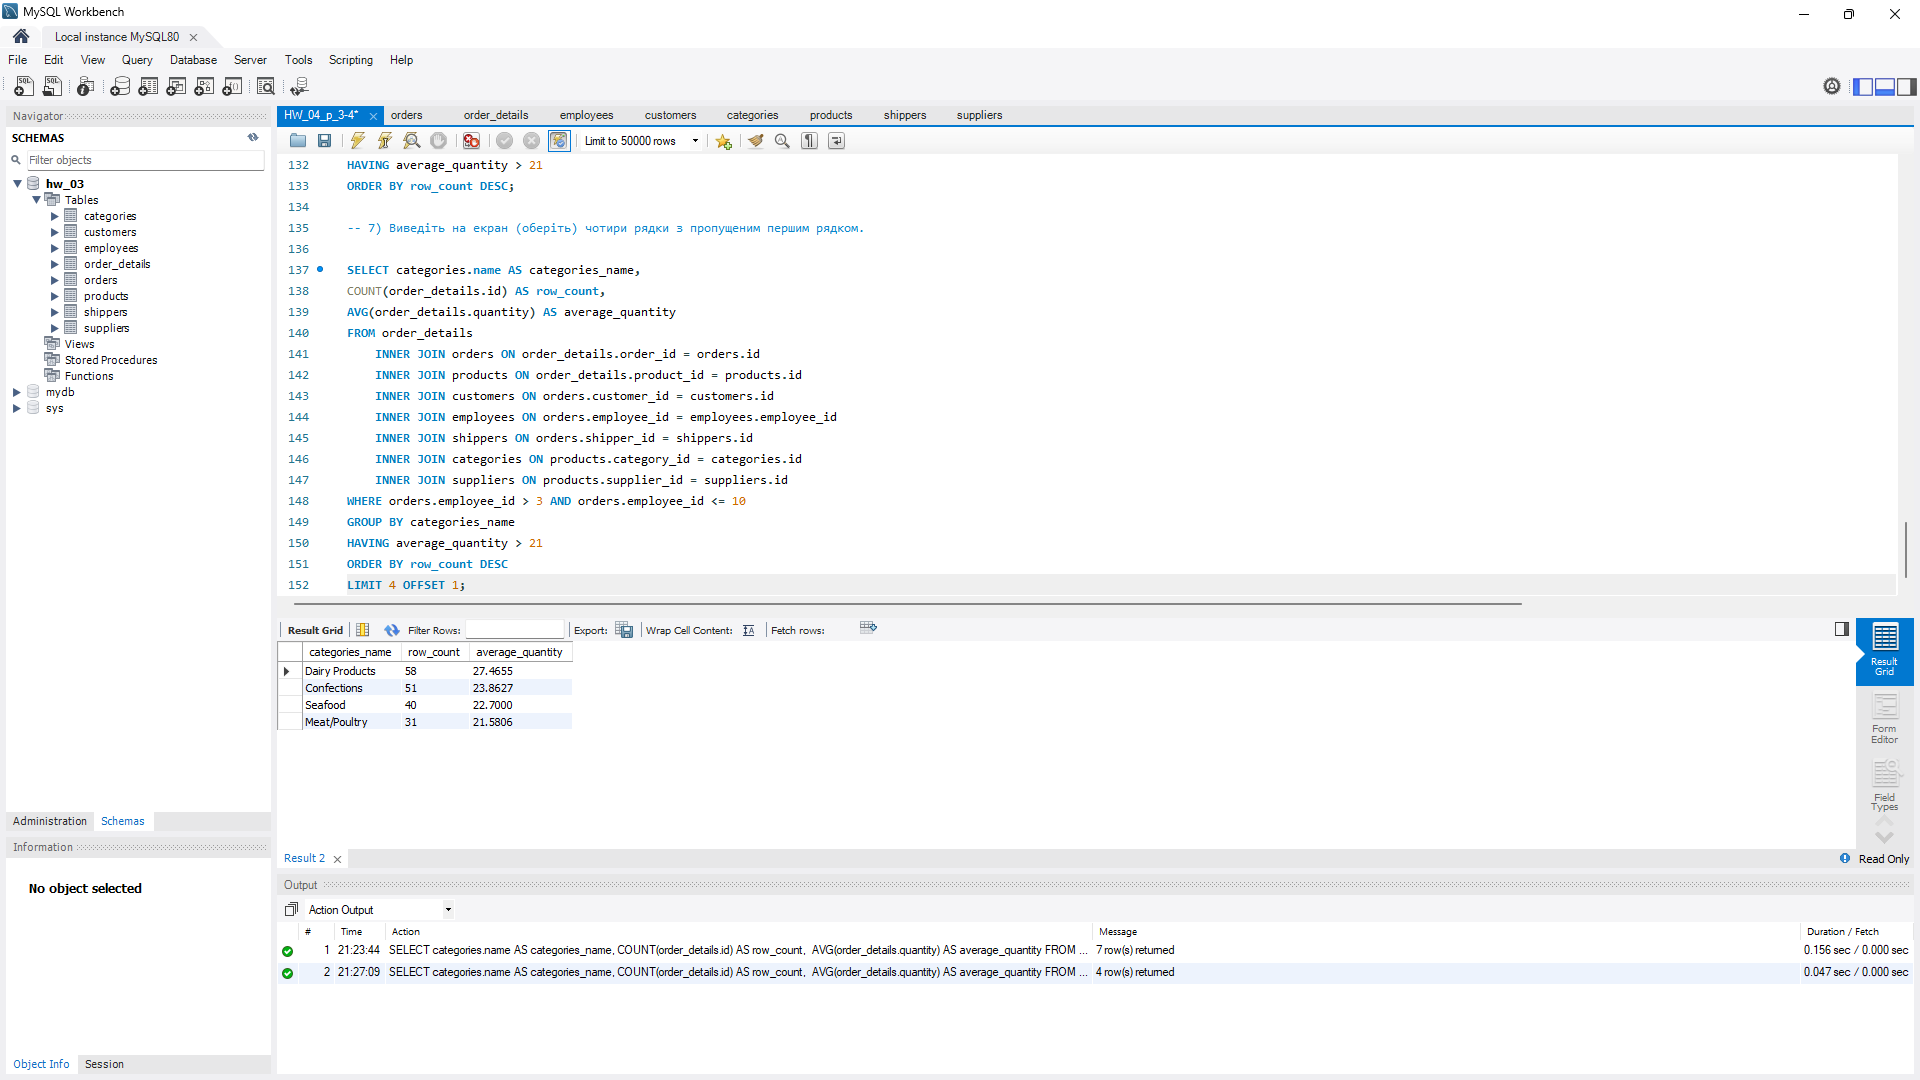 MySQL Workbench
Local instance MySQL80
File Edit View Query Database Server Tools Scripting Help
Navigator
SCHEMAS
Filter objects
hw_03
Tables
categories
customers
employees
order_details
orders
products
shippers
suppliers
Views
Stored Procedures
Functions
mydb
sys
Administration Schemas
Information
No object selected
Object Info Session
HW_04_p_3-4* orders order_details employees customers categories products shippers suppliers
Limit to 50000 rows
132 HAVING average_quantity > 21
133 ORDER BY row_count DESC;
134
135 -- 7) Виведіть на екран (оберіть) чотири рядки з пропущеним першим рядком.
136
137 SELECT categories.name AS categories_name,
138 COUNT(order_details.id) AS row_count,
139 AVG(order_details.quantity) AS average_quantity
140 FROM order_details
141 INNER JOIN orders ON order_details.order_id = orders.id
142 INNER JOIN products ON order_details.product_id = products.id
143 INNER JOIN customers ON orders.customer_id = customers.id
144 INNER JOIN employees ON orders.employee_id = employees.employee_id
145 INNER JOIN shippers ON orders.shipper_id = shippers.id
146 INNER JOIN categories ON products.category_id = categories.id
147 INNER JOIN suppliers ON products.supplier_id = suppliers.id
148 WHERE orders.employee_id > 3 AND orders.employee_id <= 10
149 GROUP BY categories_name
150 HAVING average_quantity > 21
151 ORDER BY row_count DESC
152 LIMIT 4 OFFSET 1;
Result Grid Filter Rows: Export: Wrap Cell Content: Fetch rows:
categories_name row_count average_quantity
Dairy Products 58 27.4655
Confections 51 23.8627
Seafood 40 22.7000
Meat/Poultry 31 21.5806
Result Grid
Form Editor
Field Types
Result 2
Read Only
Output
Action Output
# Time Action Message Duration / Fetch
1 21:23:44 SELECT categories.name AS categories_name, COUNT(order_details.id) AS row_count, AVG(order_details.quantity) AS average_quantity FROM ... 7 row(s) returned 0.156 sec / 0.000 sec
2 21:27:09 SELECT categories.name AS categories_name, COUNT(order_details.id) AS row_count, AVG(order_details.quantity) AS average_quantity FROM ... 4 row(s) returned 0.047 sec / 0.000 sec